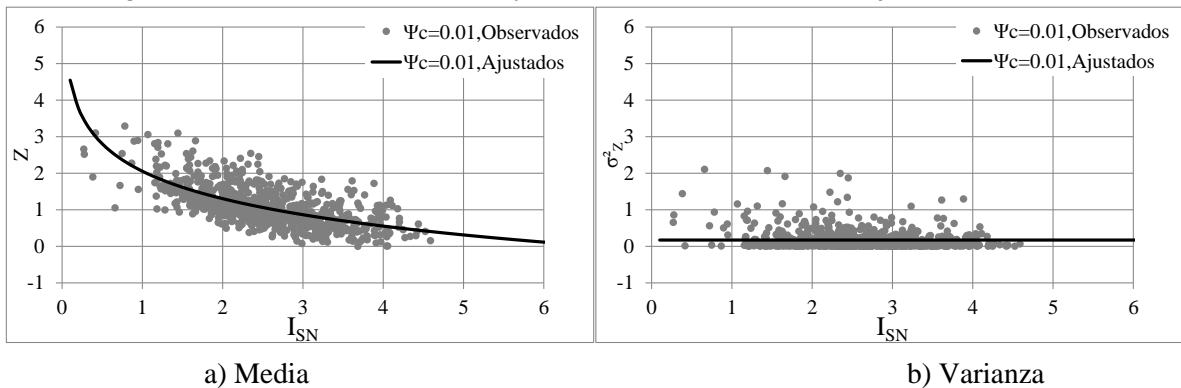 6
5
4
3
2
1
0
-1
Z
0 1 2 3 4 5 6
I_SN
Ψc=0.01,Observados
Ψc=0.01,Ajustados
a) Media
6
5
4
3
2
1
0
-1
σ²_Z
0 1 2 3 4 5 6
I_SN
Ψc=0.01,Observados
Ψc=0.01,Ajustados
b) Varianza